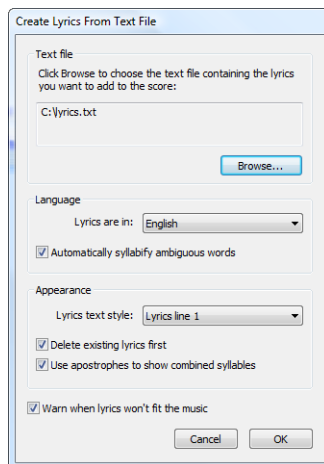 Create Lyrics From Text File
Text file
Click Browse to choose the text file containing the lyrics
you want to add to the score:
C:\lyrics.txt
Browse...
Language
Lyrics are in: English
Automatically syllabify ambiguous words
Appearance
Lyrics text style: Lyrics line 1
Delete existing lyrics first
Use apostrophes to show combined syllables
Warn when lyrics won't fit the music
Cancel OK